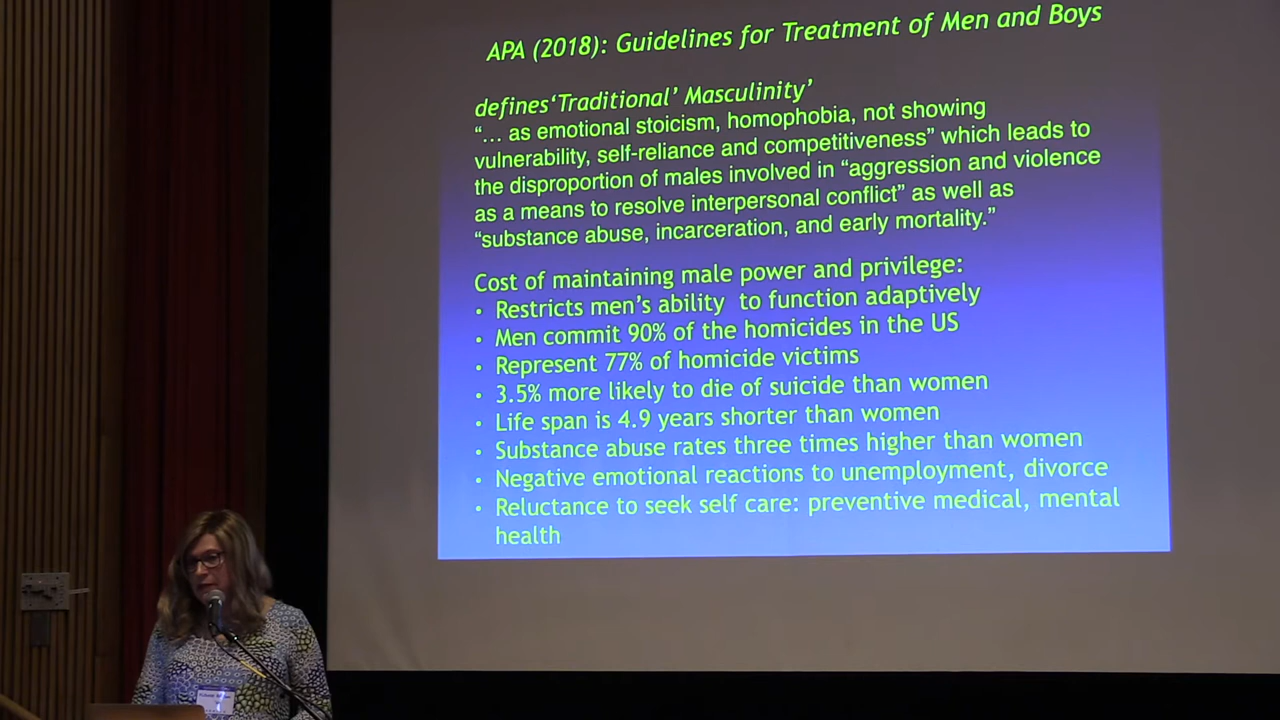 APA (2018): Guidelines for Treatment of Men and Boys
defines‘Traditional’ Masculinity’
“… as emotional stoicism, homophobia, not showing
vulnerability, self-reliance and competitiveness” which leads to
the disproportion of males involved in “aggression and violence
as a means to resolve interpersonal conflict” as well as
“substance abuse, incarceration, and early mortality.”
Cost of maintaining male power and privilege:
• Restricts men’s ability to function adaptively
• Men commit 90% of the homicides in the US
• Represent 77% of homicide victims
• 3.5% more likely to die of suicide than women
• Life span is 4.9 years shorter than women
• Substance abuse rates three times higher than women
• Negative emotional reactions to unemployment, divorce
• Reluctance to seek self care: preventive medical, mental
health